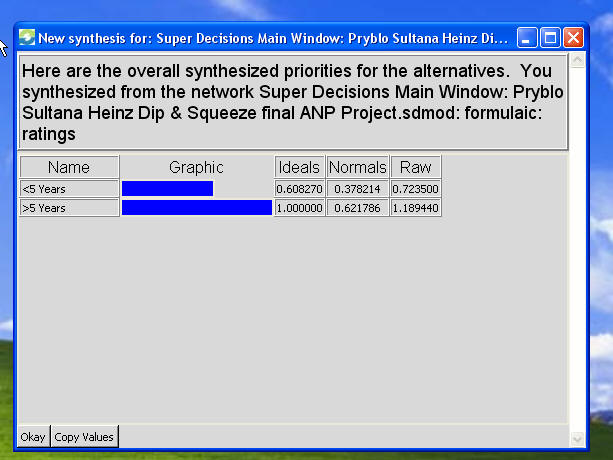 New synthesis for: Super Decisions Main Window: Pryblo Sultana Heinz Di...
Here are the overall synthesized priorities for the alternatives. You
synthesized from the network Super Decisions Main Window: Pryblo
Sultana Heinz Dip & Squeeze final ANP Project.sdmod: formulaic:
ratings
Name Graphic Ideals Normals Raw
<5 Years 0.608270 0.378214 0.723500
>5 Years 1.000000 0.621786 1.189440
Okay Copy Values